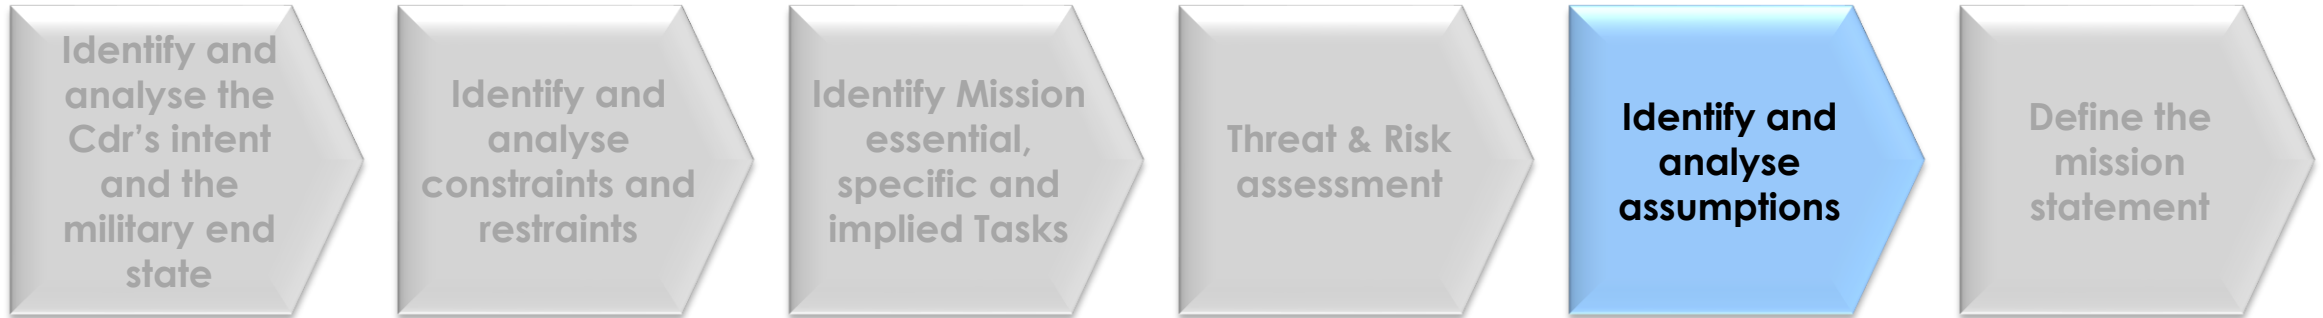 Identify and
analyse the
Cdr’s intent
and the
military end
state
Identify and
analyse
constraints and
restraints
Identify Mission
essential,
specific and
implied Tasks
Threat & Risk
assessment
Identify and
analyse
assumptions
Define the
mission
statement